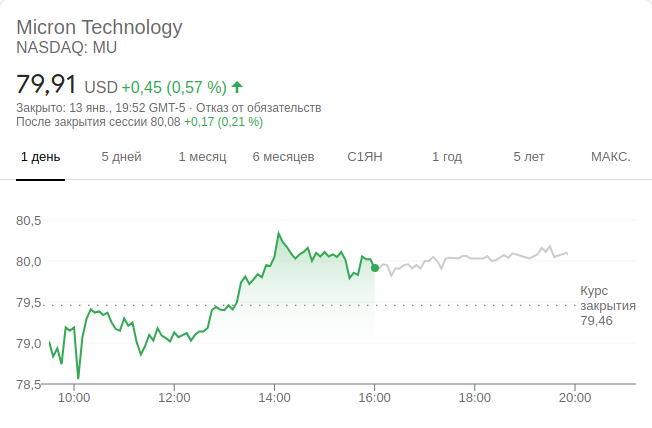 Micron Technology
NASDAQ: MU
79,91 USD +0,45 (0,57 %)
Закрыто: 13 янв., 19:52 GMT-5 · Отказ от обязательств
После закрытия сессии 80,08 +0,17 (0,21 %)
1 день 5 дней 1 месяц 6 месяцев С1ЯН 1 год 5 лет МАКС.
80,5
80,0
79,5
79,0
78,5
Курс
закрытия
79,46
10:00 12:00 14:00 16:00 18:00 20:00